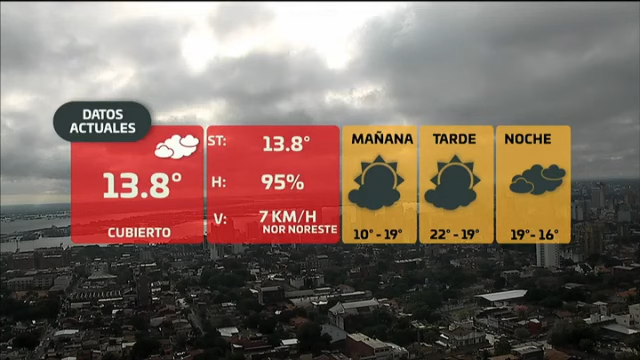 DATOS
ACTUALES
13.8°
CUBIERTO
ST: 13.8°
H: 95%
V: 7 KM/H
NOR NORESTE
MAÑANA
10° - 19°
TARDE
22° - 19°
NOCHE
19° - 16°